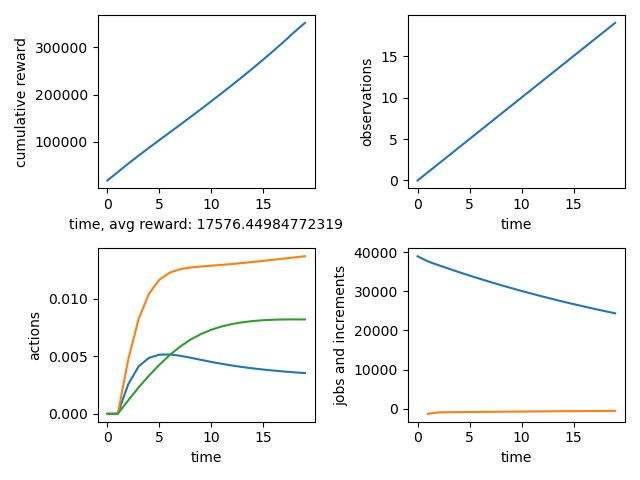 cumulative reward
300000
200000
100000
0 5 10 15
time, avg reward: 17576.44984772319
observations
15
10
5
0
0 5 10 15
time
actions
0.010
0.005
0.000
0 5 10 15
time
jobs and increments
40000
30000
20000
10000
0
0 5 10 15
time